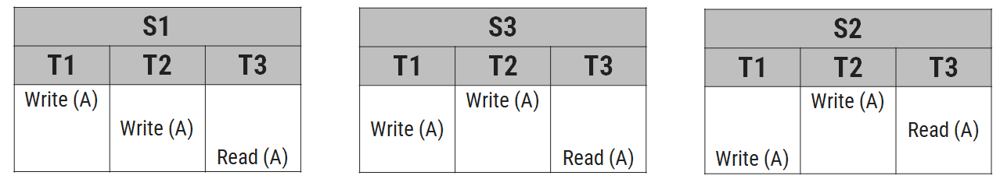 S1
T1 T2 T3
Write (A)
Write (A)
Read (A)
S3
T1 T2 T3
Write (A)
Write (A)
Read (A)
S2
T1 T2 T3
Write (A)
Read (A)
Write (A)